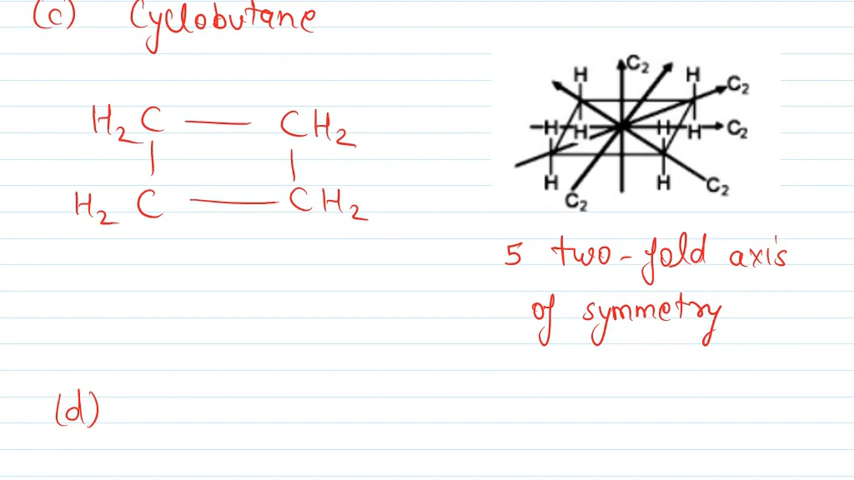 (c) Cyclobutane
H2C — CH2
H2C — CH2
C2
H H C2
H H H H C2
H H C2
C2
5 two-fold axis
of symmetry
(d)